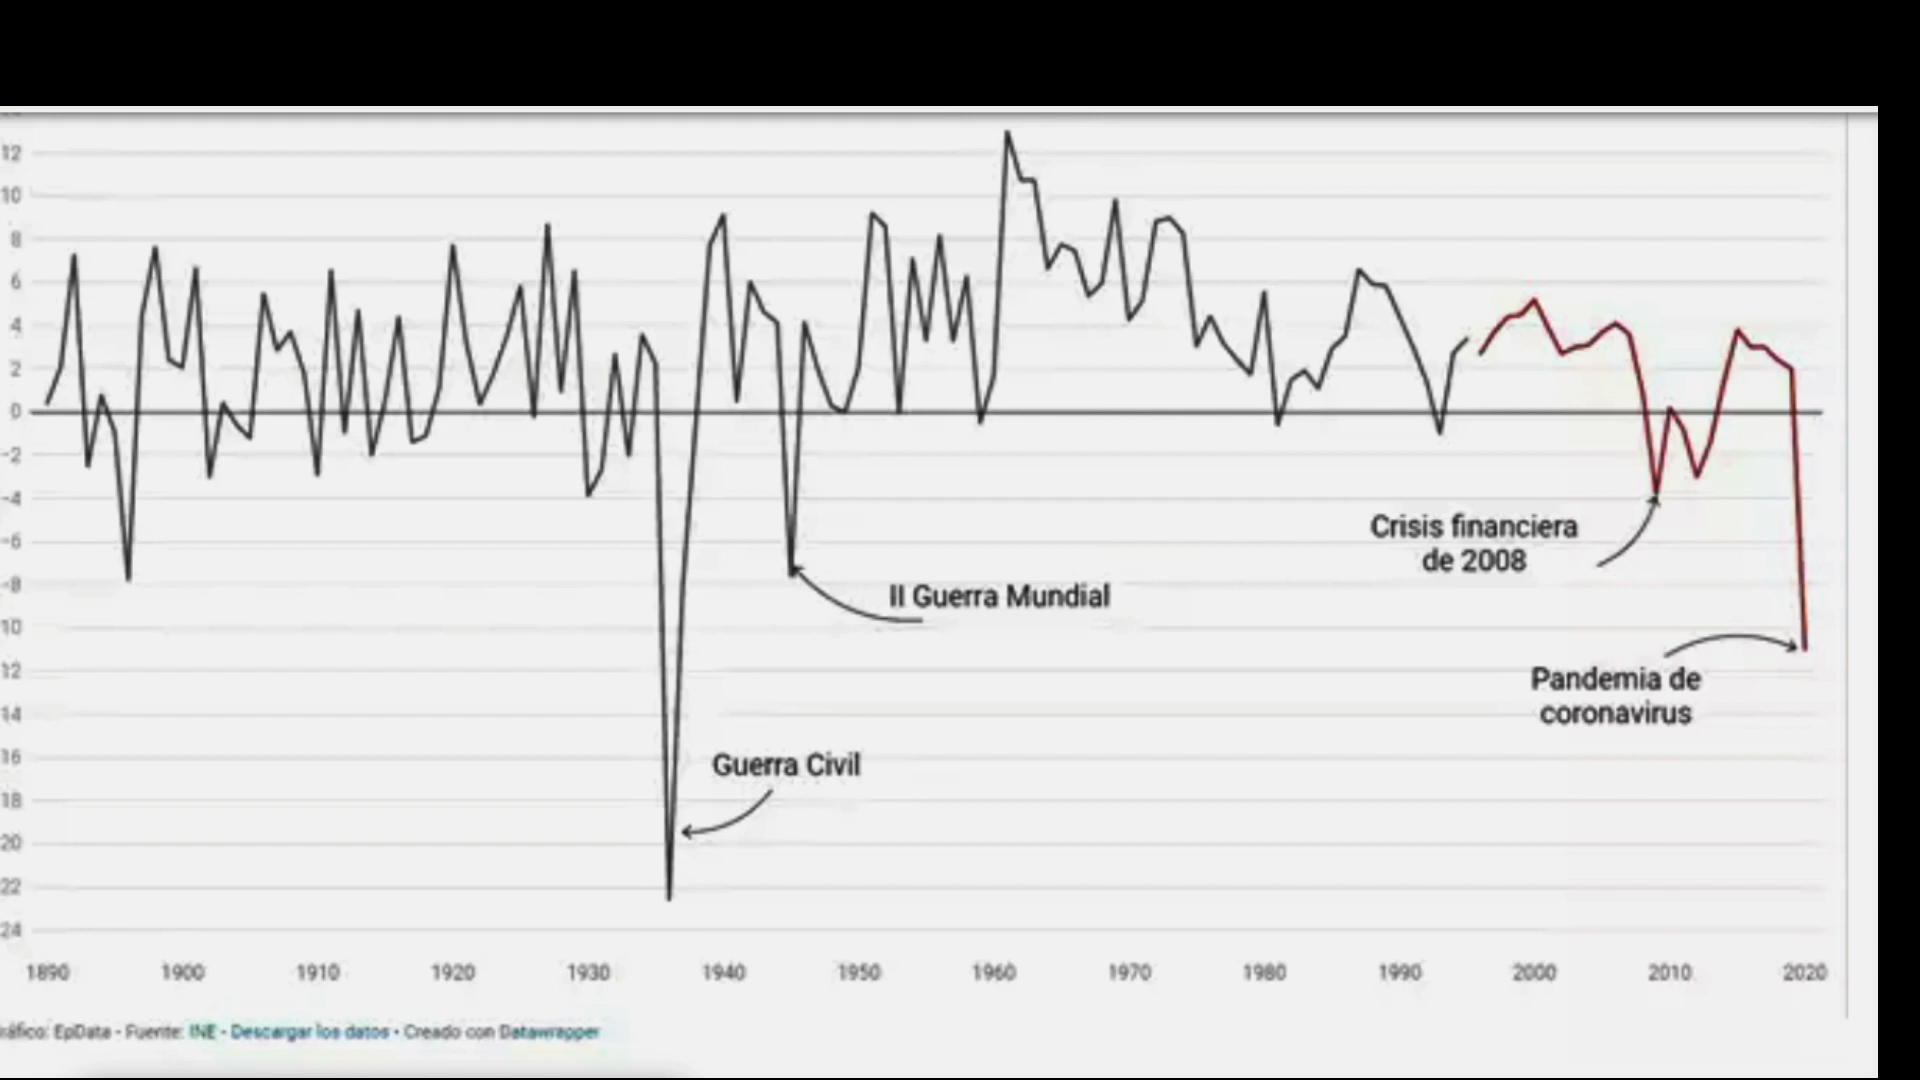 12
10
8
6
4
2
0
-2
-4
-6
-8
10
12
14
16
18
20
22
24
Crisis financiera
de 2008
II Guerra Mundial
Pandemia de
coronavirus
Guerra Civil
1890 1900 1910 1920 1930 1940 1950 1960 1970 1980 1990 2000 2010 2020
ráfico: EpData - Fuente: INE - Descargar los datos • Creado con Datawrapper